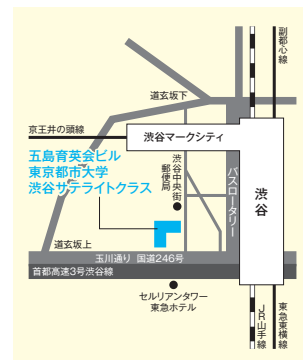 副都心線
道玄坂下
京王井の頭線
渋谷マークシティ
五島育英会ビル
東京都市大学
渋谷サテライトクラス
渋谷中央街
郵便局
バスロータリー
渋谷
道玄坂上
玉川通り 国道246号
首都高速3号渋谷線
セルリアンタワー
東急ホテル
JR山手線
東急東横線